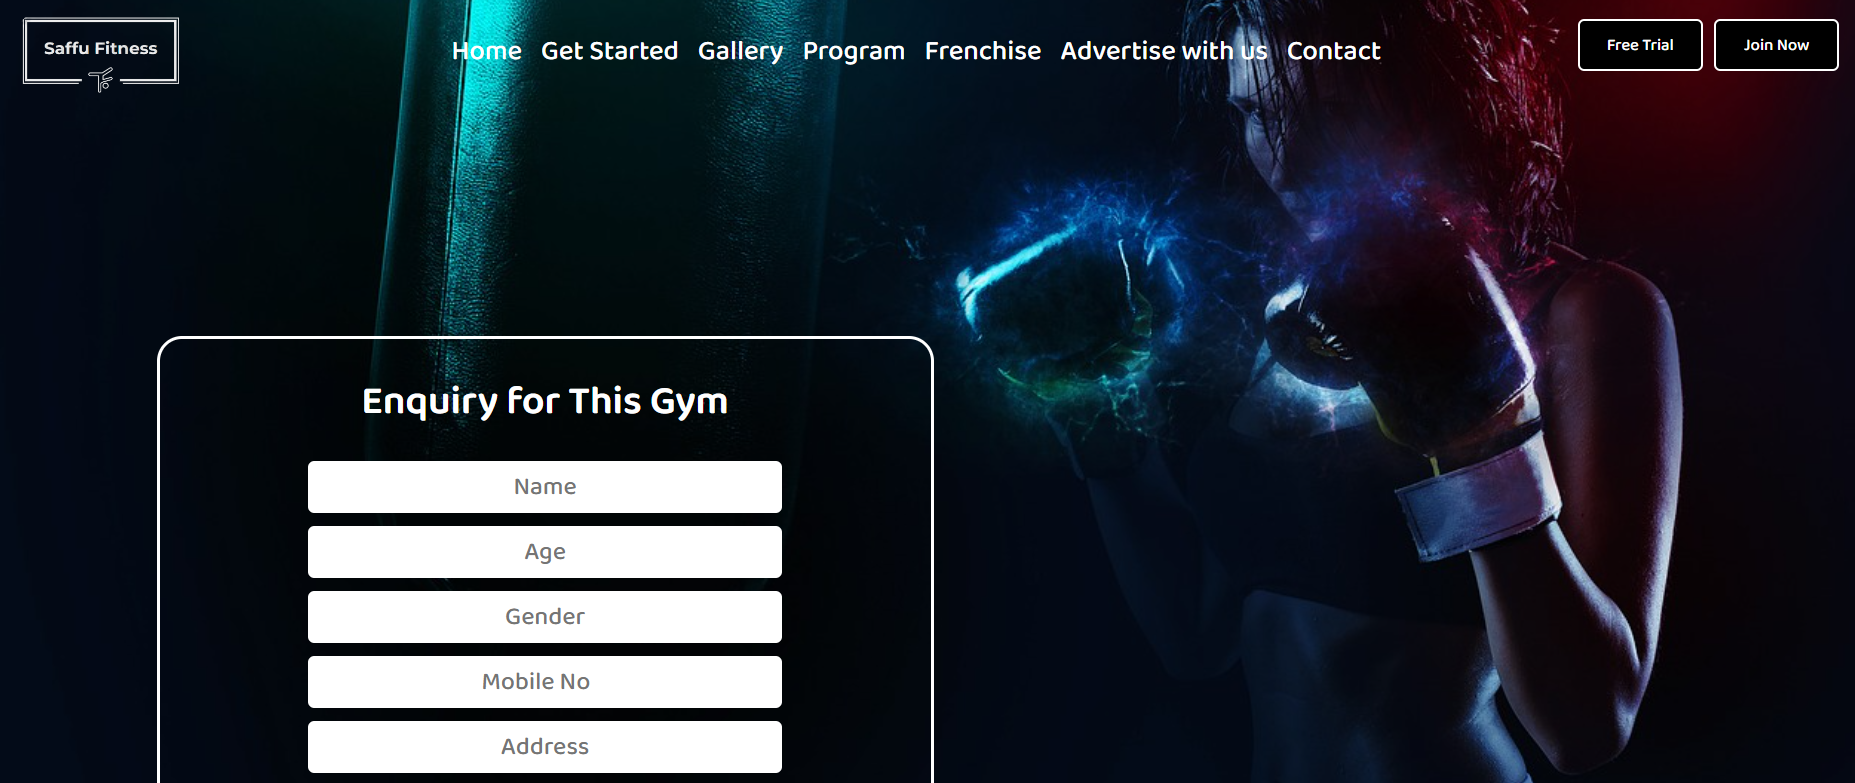 Saffu Fitness
Home Get Started Gallery Program Frenchise Advertise with us Contact
Free Trial Join Now
Enquiry for This Gym
Name
Age
Gender
Mobile No
Address